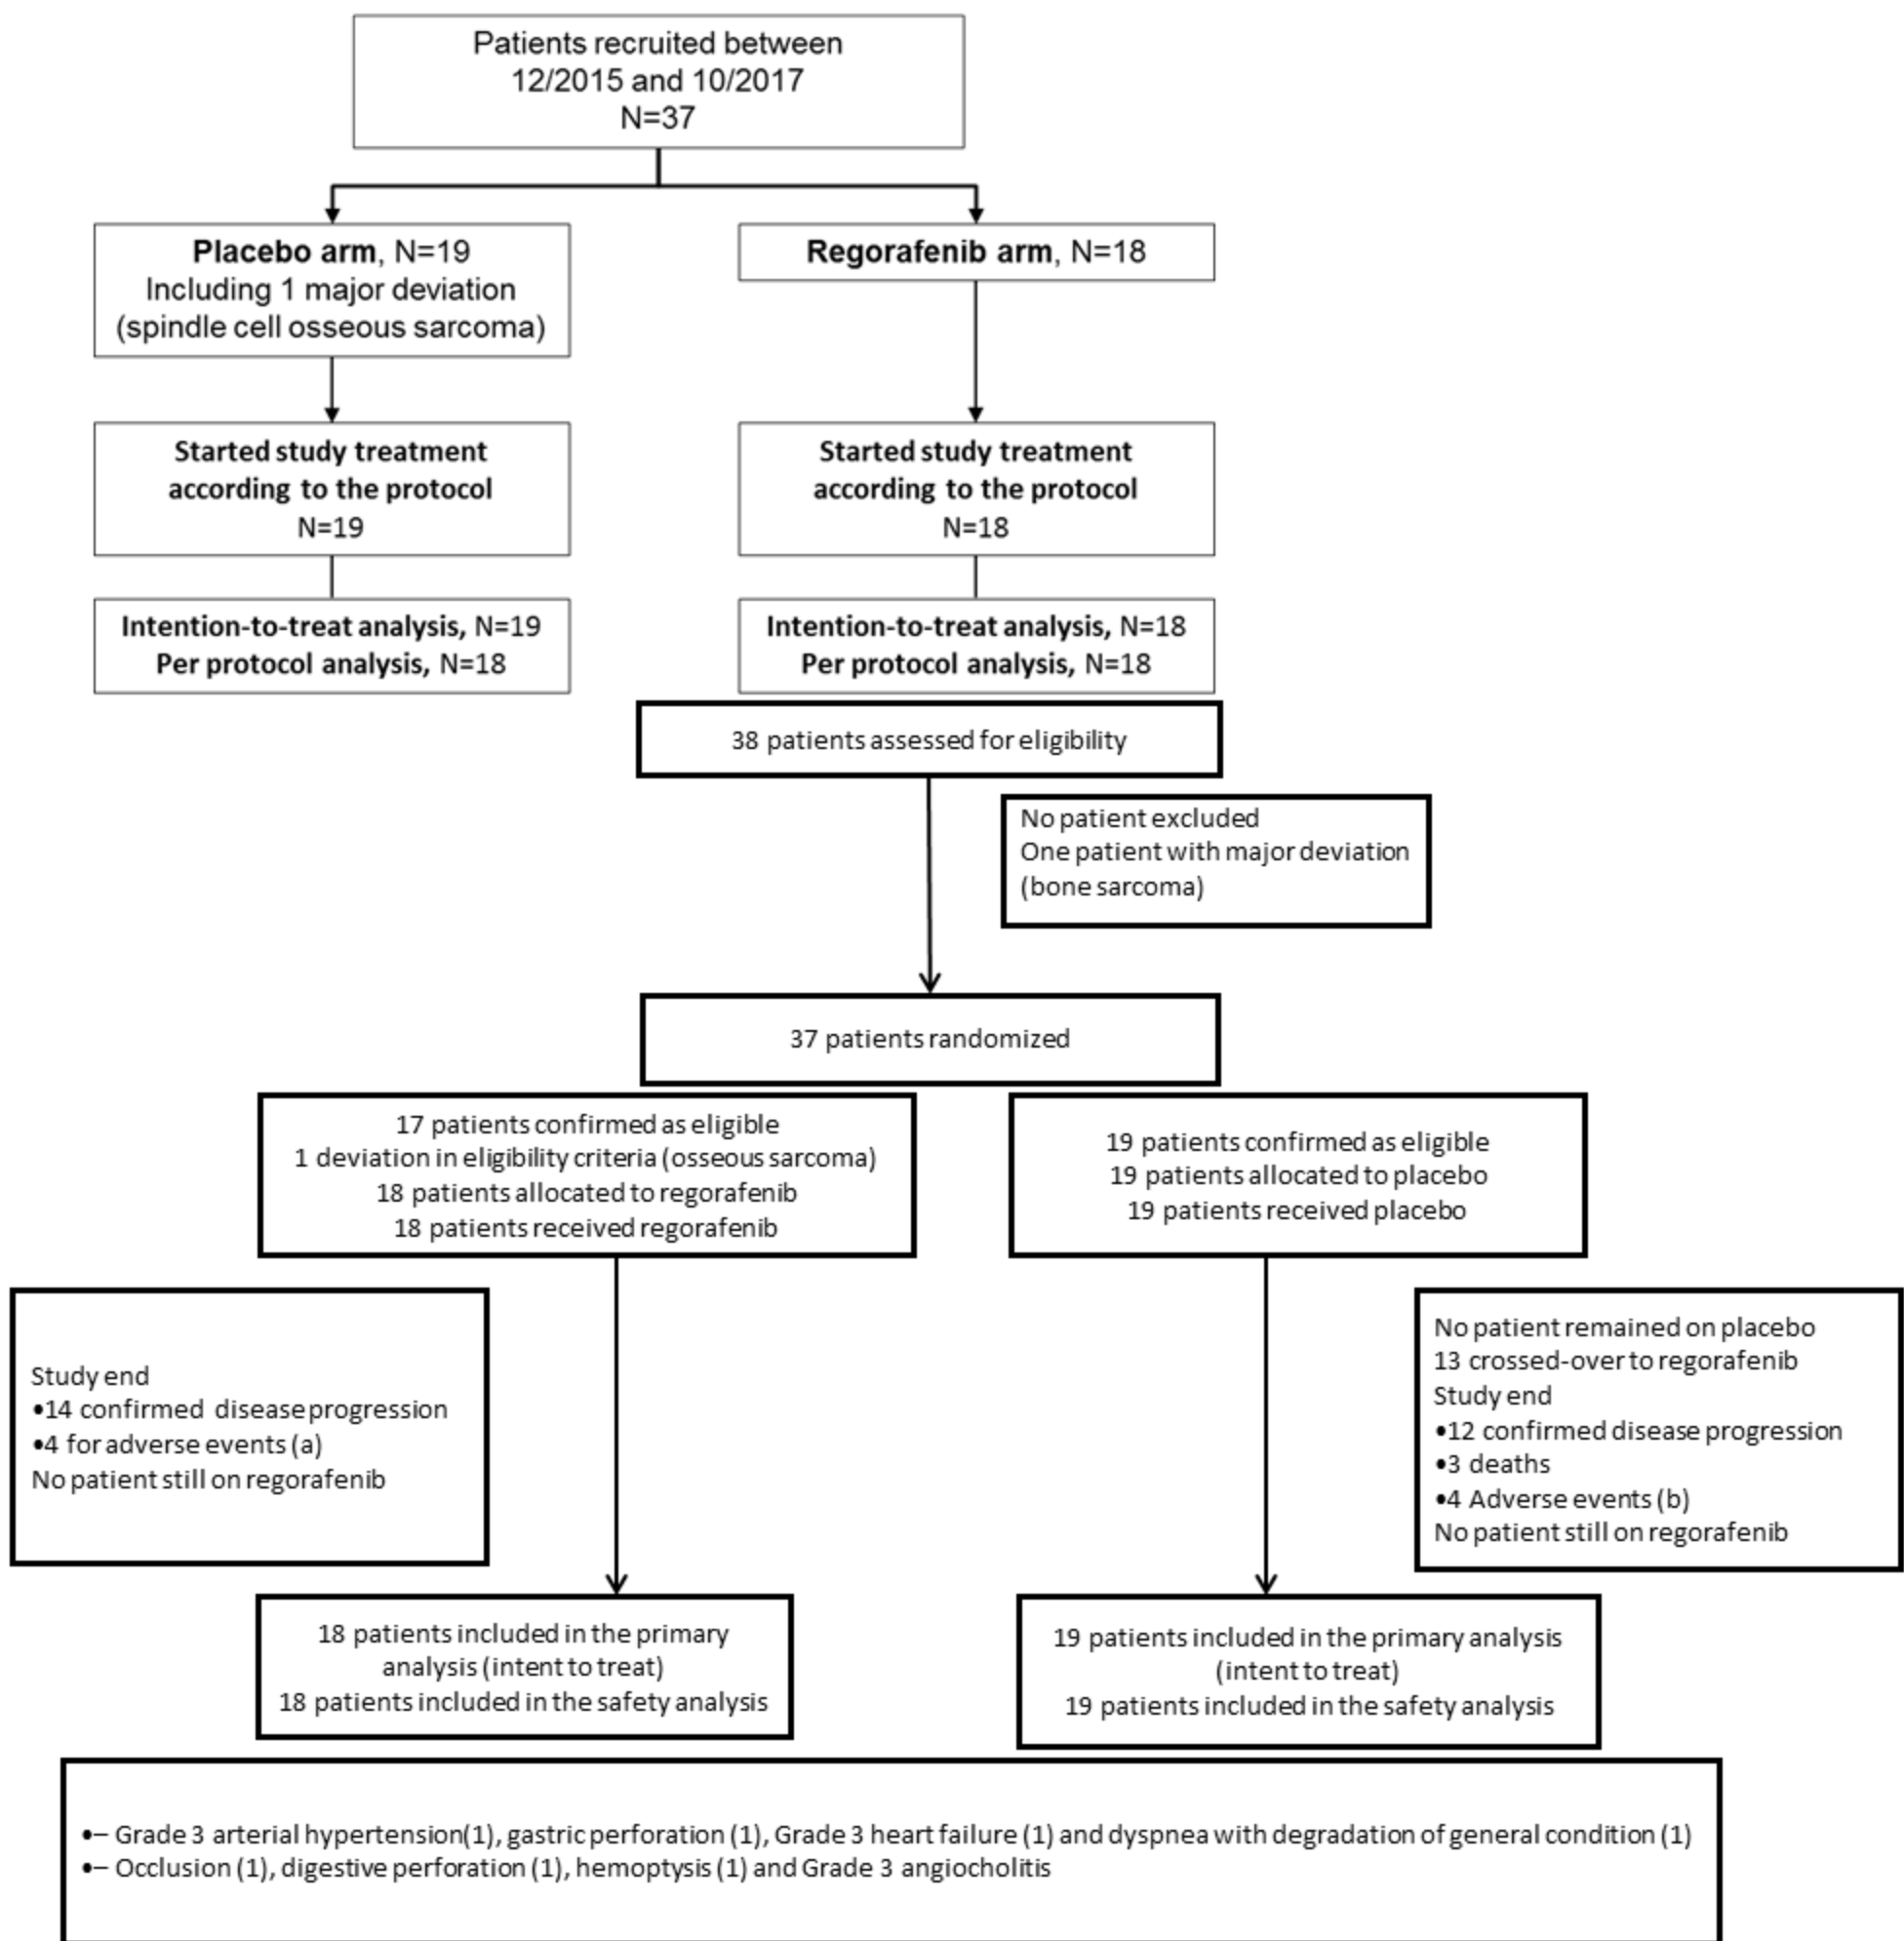 Patients recruited between
12/2015 and 10/2017
N=37
Placebo arm, N=19
Including 1 major deviation
(spindle cell osseous sarcoma)
Regorafenib arm, N=18
Started study treatment
according to the protocol
N=19
Started study treatment
according to the protocol
N=18
Intention-to-treat analysis, N=19
Per protocol analysis, N=18
Intention-to-treat analysis, N=18
Per protocol analysis, N=18
38 patients assessed for eligibility
No patient excluded
One patient with major deviation
(bone sarcoma)
37 patients randomized
17 patients confirmed as eligible
1 deviation in eligibility criteria (osseous sarcoma)
18 patients allocated to regorafenib
18 patients received regorafenib
19 patients confirmed as eligible
19 patients allocated to placebo
19 patients received placebo
Study end
•14 confirmed disease progression
•4 for adverse events (a)
No patient still on regorafenib
No patient remained on placebo
13 crossed-over to regorafenib
Study end
•12 confirmed disease progression
•3 deaths
•4 Adverse events (b)
No patient still on regorafenib
18 patients included in the primary
analysis (intent to treat)
18 patients included in the safety analysis
19 patients included in the primary analysis
(intent to treat)
19 patients included in the safety analysis
•– Grade 3 arterial hypertension(1), gastric perforation (1), Grade 3 heart failure (1) and dyspnea with degradation of general condition (1)
•– Occlusion (1), digestive perforation (1), hemoptysis (1) and Grade 3 angiocholitis